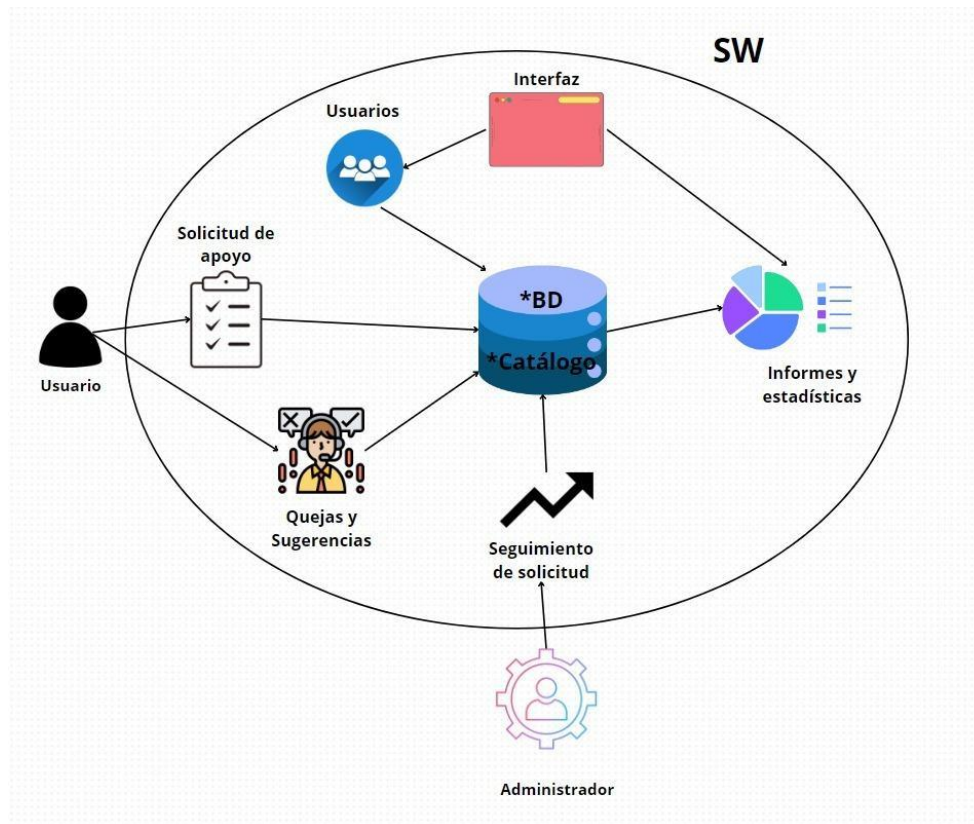 SW
Interfaz
Usuarios
Solicitud de
apoyo
*BD
*Catálogo
Usuario
Informes y
estadísticas
Quejas y
Sugerencias
Seguimiento
de solicitud
Administrador